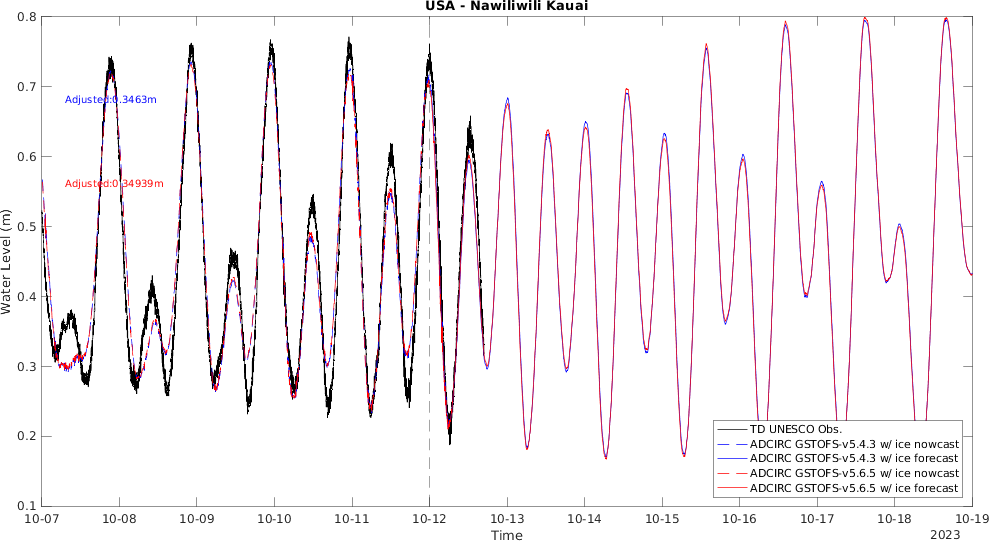 USA - Nawiliwili Kauai
0.8
0.7
0.6
0.5
0.4
0.3
0.2
0.1
Water Level (m)
Adjusted:0.3463m
Adjusted:0.34939m
TD UNESCO Obs.
ADCIRC GSTOFS-v5.4.3 w/ ice nowcast
ADCIRC GSTOFS-v5.4.3 w/ ice forecast
ADCIRC GSTOFS-v5.6.5 w/ ice nowcast
ADCIRC GSTOFS-v5.6.5 w/ ice forecast
10-07 10-08 10-09 10-10 10-11 10-12 10-13 10-14 10-15 10-16 10-17 10-18 10-19
Time
2023